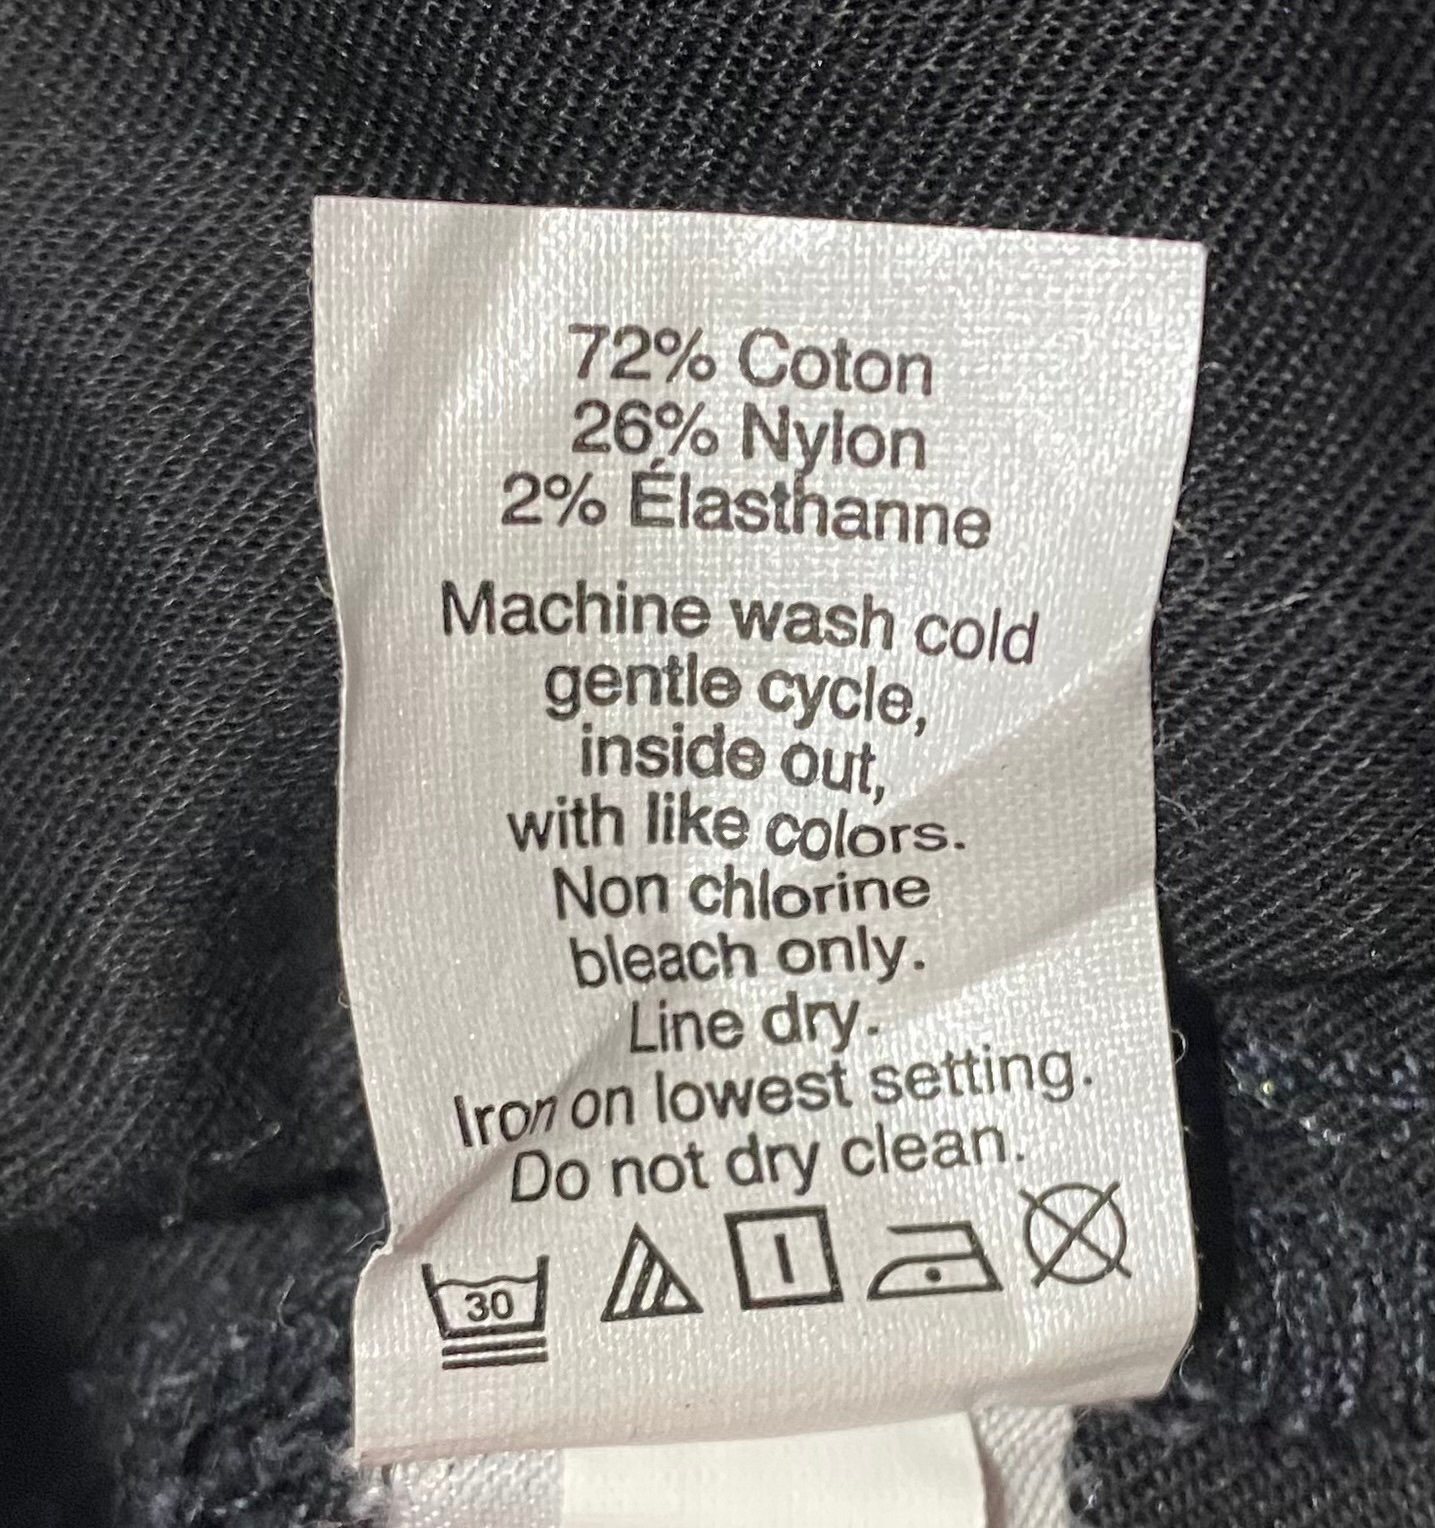 72% Coton
26% Nylon
2% Élasthanne
Machine wash cold
gentle cycle,
inside out,
with like colors.
Non chlorine
bleach only.
Line dry.
Iron on lowest setting.
Do not dry clean.
30